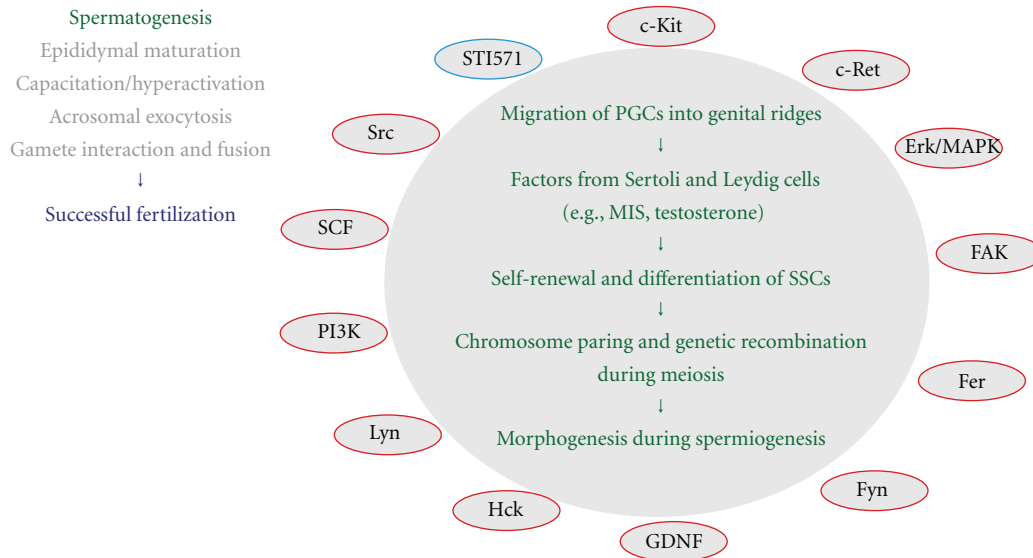 Spermatogenesis
Epididymal maturation
Capacitation/hyperactivation
Acrosomal exocytosis
Gamete interaction and fusion
↓
Successful fertilization
c-Kit
STI571
c-Ret
Src
Erk/MAPK
SCF
FAK
PI3K
Fer
Lyn
Fyn
Hck
GDNF
Migration of PGCs into genital ridges
↓
Factors from Sertoli and Leydig cells
(e.g., MIS, testosterone)
↓
Self-renewal and differentiation of SSCs
↓
Chromosome paring and genetic recombination
during meiosis
↓
Morphogenesis during spermiogenesis